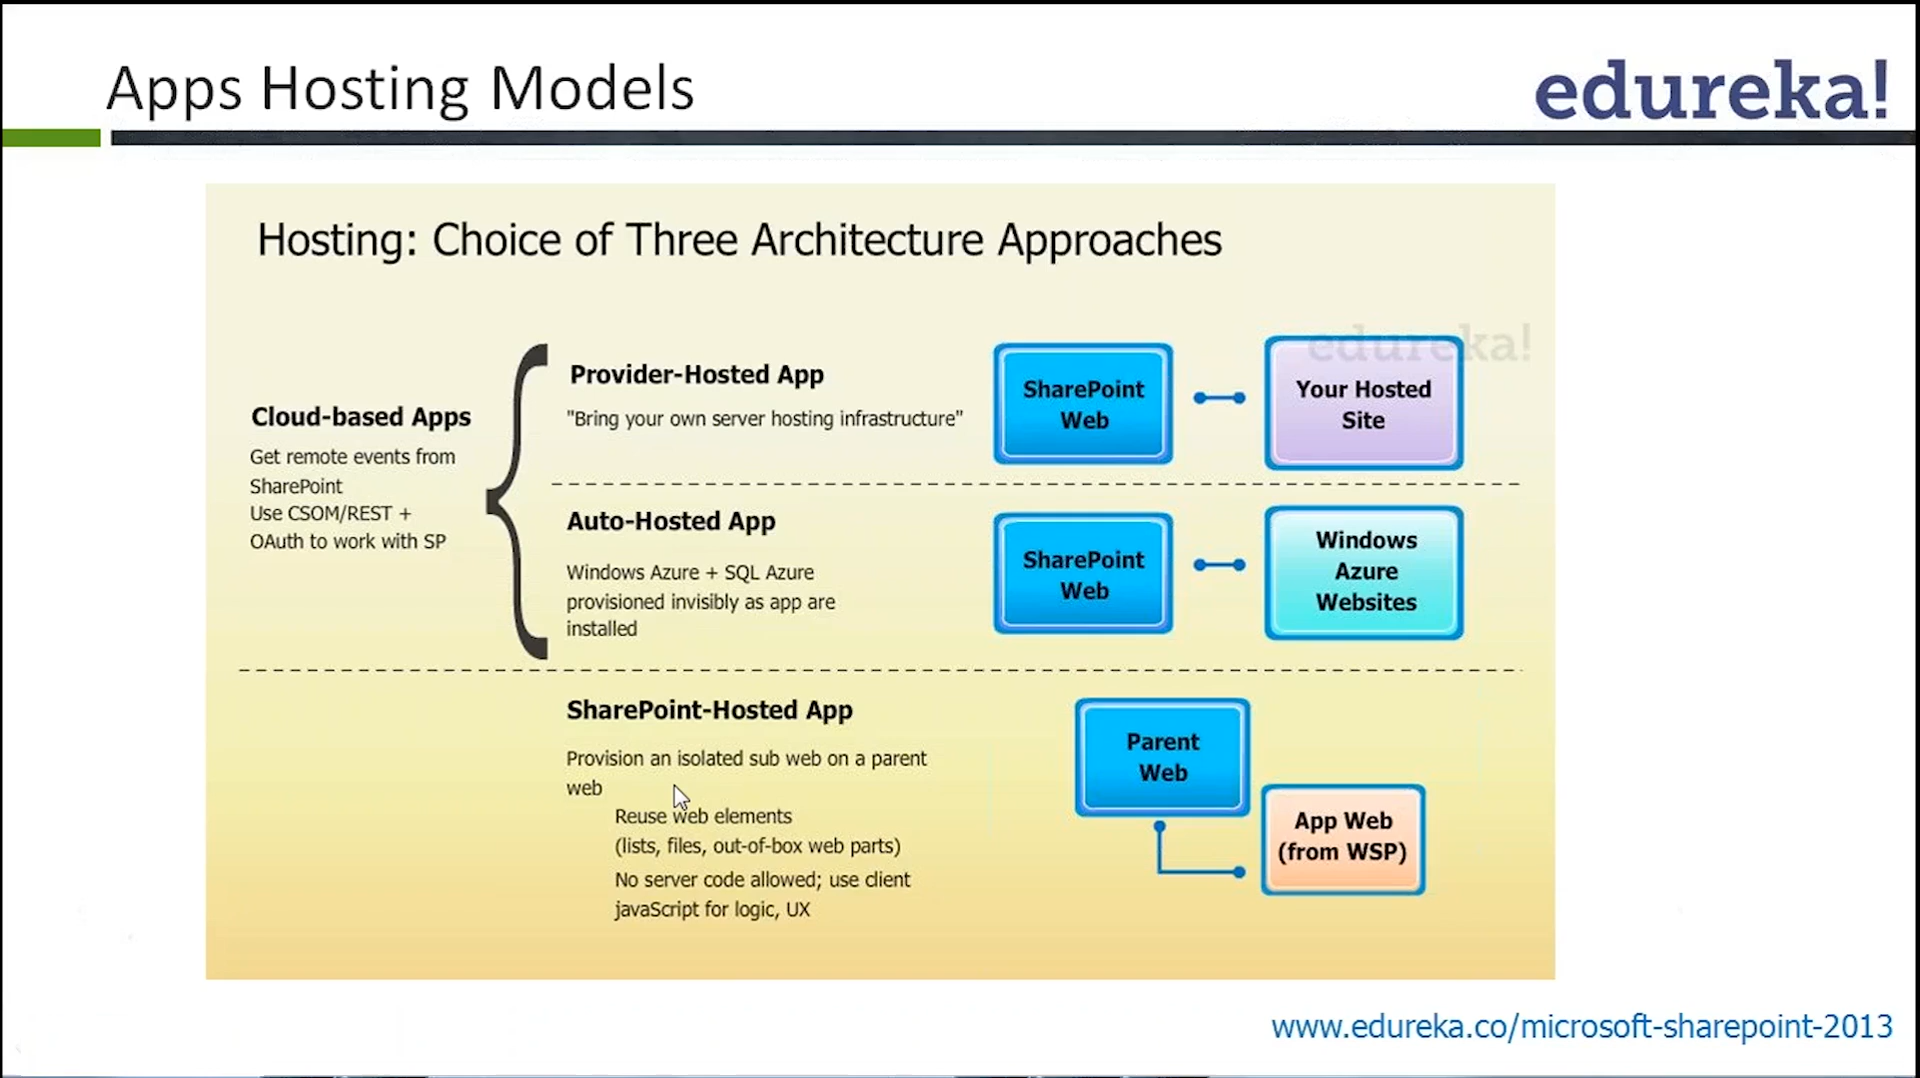 Apps Hosting Models
edureka!
Hosting: Choice of Three Architecture Approaches
edureka!
Cloud-based Apps
Get remote events from
SharePoint
Use CSOM/REST +
OAuth to work with SP
Provider-Hosted App
"Bring your own server hosting infrastructure"
SharePoint
Web
Your Hosted
Site
Auto-Hosted App
Windows Azure + SQL Azure
provisioned invisibly as app are
installed
SharePoint
Web
Windows
Azure
Websites
SharePoint-Hosted App
Provision an isolated sub web on a parent
web
Reuse web elements
(lists, files, out-of-box web parts)
No server code allowed; use client
javaScript for logic, UX
Parent
Web
App Web
(from WSP)
www.edureka.co/microsoft-sharepoint-2013